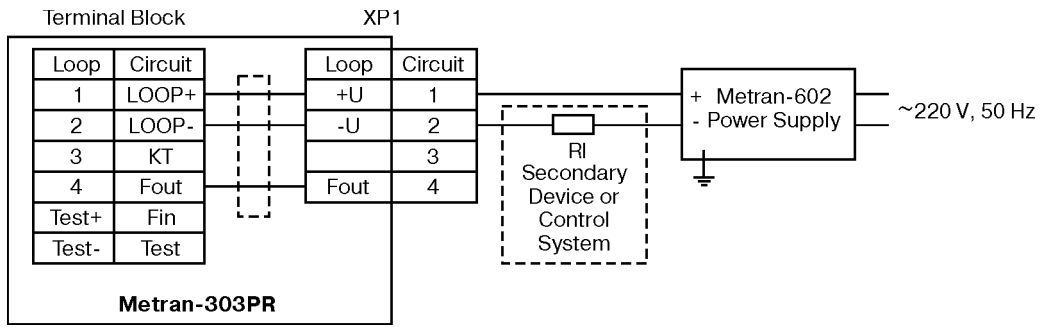 Terminal Block XP1
Loop Circuit Loop Circuit
1 LOOP+ +U 1
2 LOOP- -U 2
3 KT 3
4 Fout Fout 4
Test+ Fin
Test- Test
Metran-303PR
RI
Secondary
Device or
Control
System
+ Metran-602
- Power Supply
~220 V, 50 Hz